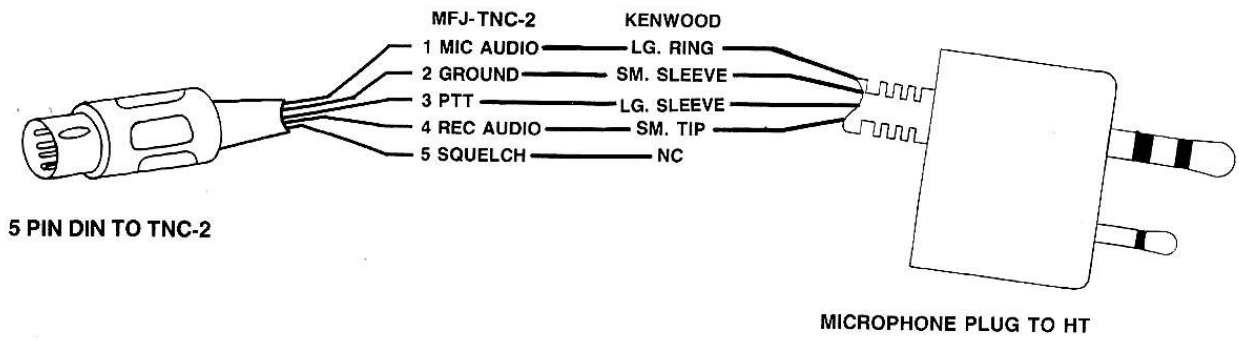 MFJ-TNC-2 KENWOOD
1 MIC AUDIO LG. RING
2 GROUND SM. SLEEVE
3 PTT LG. SLEEVE
4 REC AUDIO SM. TIP
5 SQUELCH NC
5 PIN DIN TO TNC-2
MICROPHONE PLUG TO HT